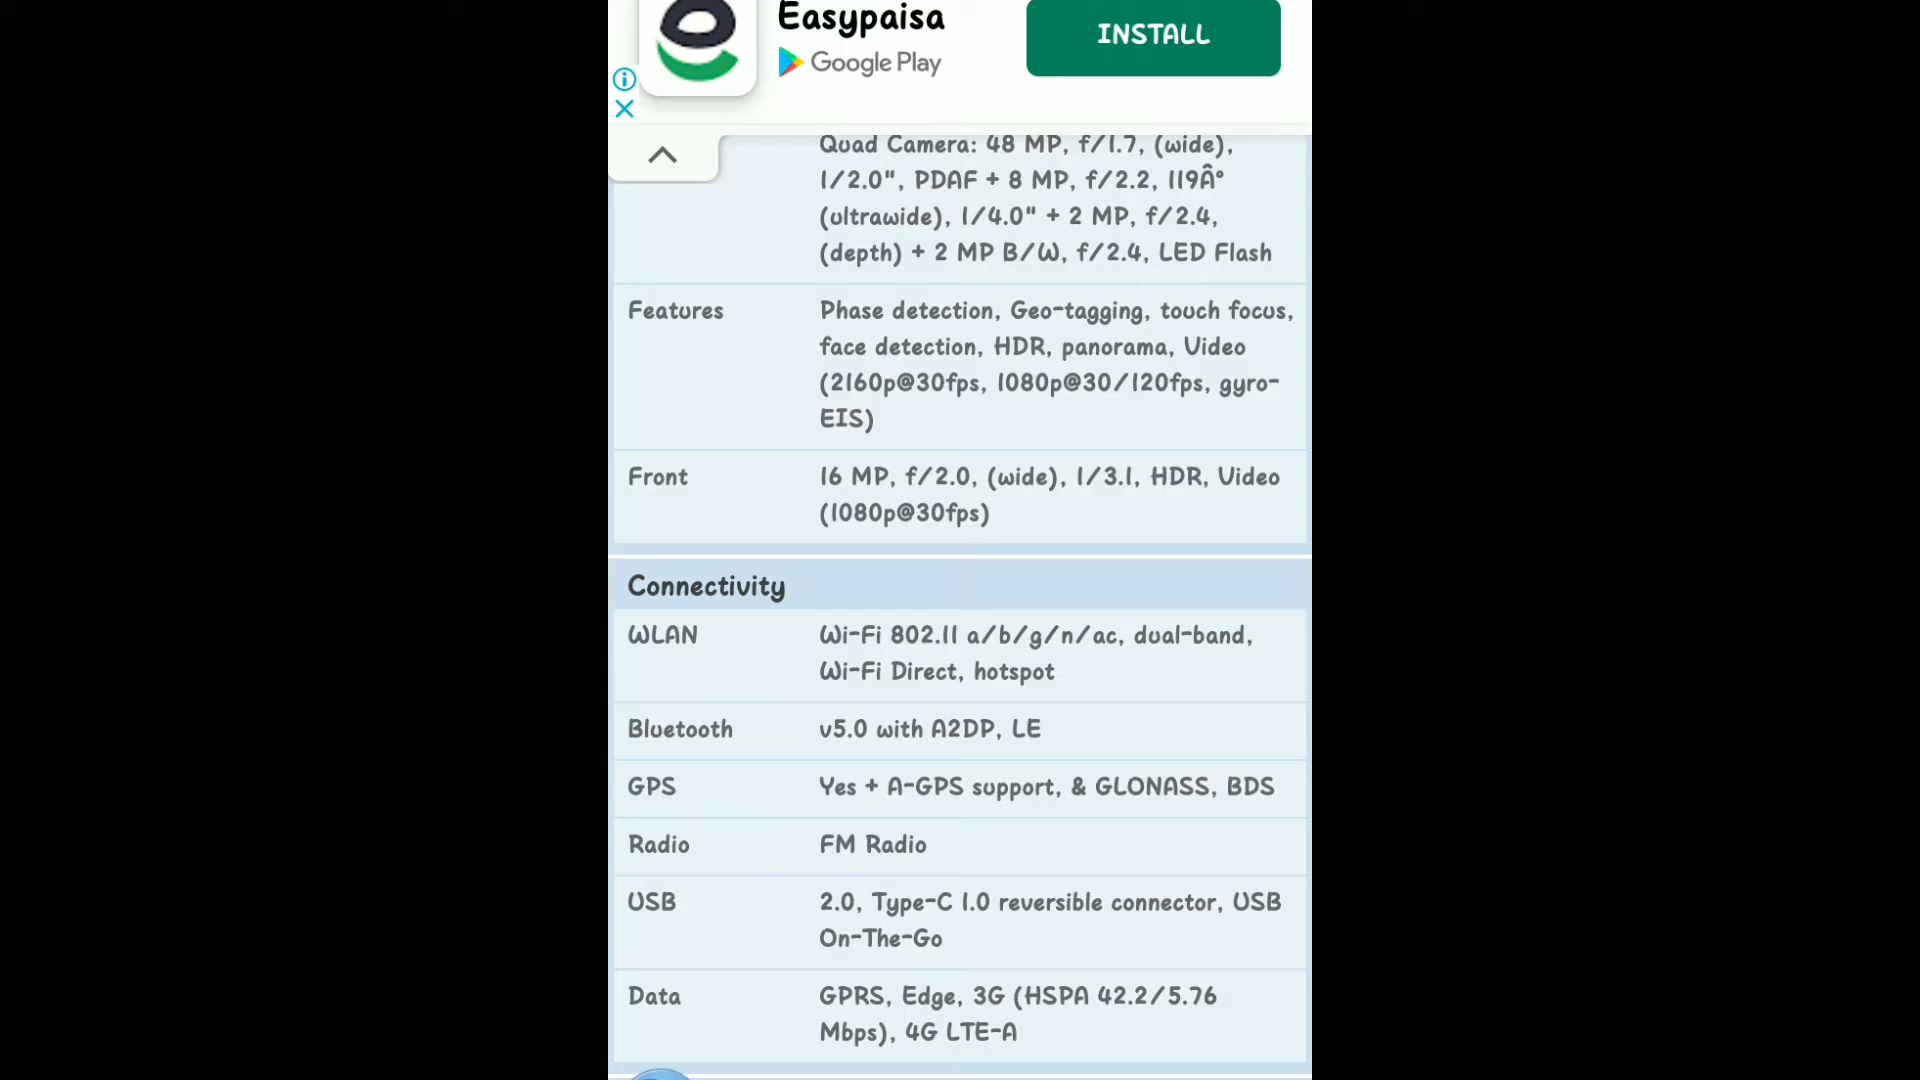 Easypaisa
Google Play
INSTALL
Quad Camera: 48 MP, f/1.7, (wide),
1/2.0", PDAF + 8 MP, f/2.2, 119Â°
(ultrawide), 1/4.0" + 2 MP, f/2.4,
(depth) + 2 MP B/W, f/2.4, LED Flash
Features
Phase detection, Geo-tagging, touch focus,
face detection, HDR, panorama, Video
(2160p@30fps, 1080p@30/120fps, gyro-
EIS)
Front
16 MP, f/2.0, (wide), 1/3.1, HDR, Video
(1080p@30fps)
Connectivity
WLAN
Wi-Fi 802.11 a/b/g/n/ac, dual-band,
Wi-Fi Direct, hotspot
Bluetooth
v5.0 with A2DP, LE
GPS
Yes + A-GPS support, & GLONASS, BDS
Radio
FM Radio
USB
2.0, Type-C 1.0 reversible connector, USB
On-The-Go
Data
GPRS, Edge, 3G (HSPA 42.2/5.76
Mbps), 4G LTE-A